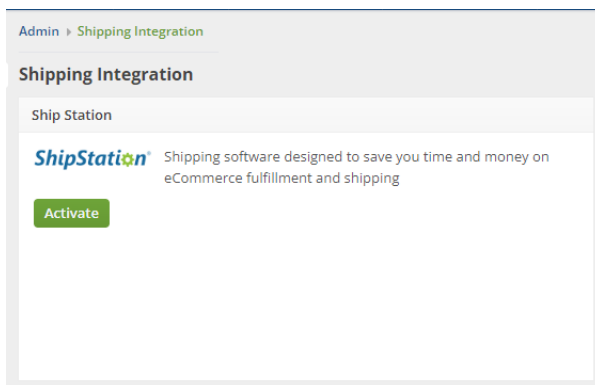 Admin › Shipping Integration
Shipping Integration
Ship Station
ShipStation®
Shipping software designed to save you time and money on
eCommerce fulfillment and shipping
Activate